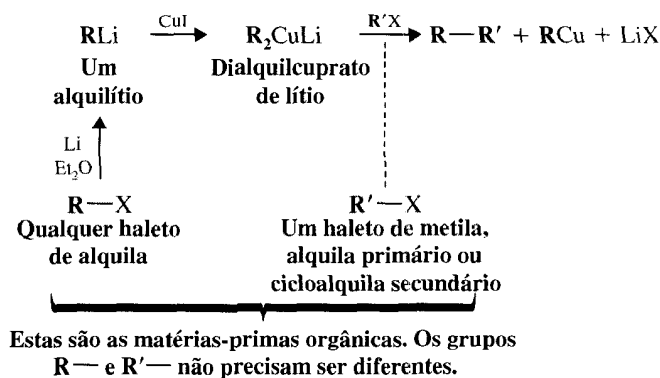 RLi CuI R₂CuLi R′X R—R′ + RCu + LiX
Um alquilítio
Dialquilcuprato de lítio
Li
Et₂O
R—X
Qualquer haleto
de alquila
R′—X
Um haleto de metila,
alquila primário ou
cicloalquila secundário
Estas são as matérias-primas orgânicas. Os grupos
R— e R′— não precisam ser diferentes.